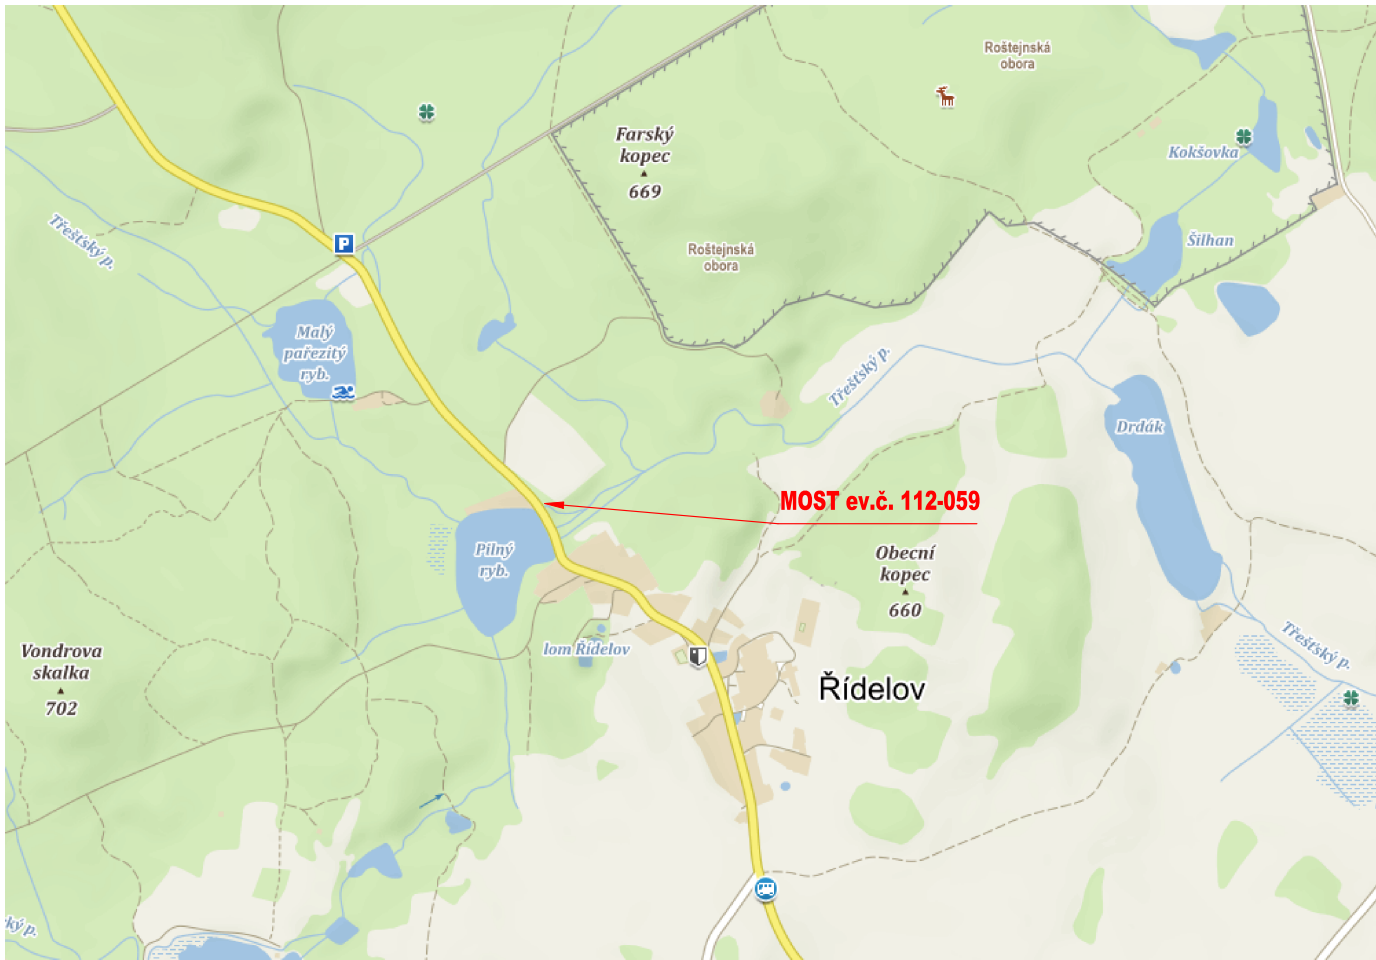 Roštejnská
obora
Farský
kopec
669
Kokšovka
Třešťský p.
P
Šilhan
Roštejnská
obora
Malý
pařezitý
ryb.
Třešťský p.
Drdák
MOST ev.č. 112-059
Pilný
ryb.
Obecní
kopec
660
Třešťský p.
lom Řídelov
Vondrova
skalka
702
Řídelov
ký p.